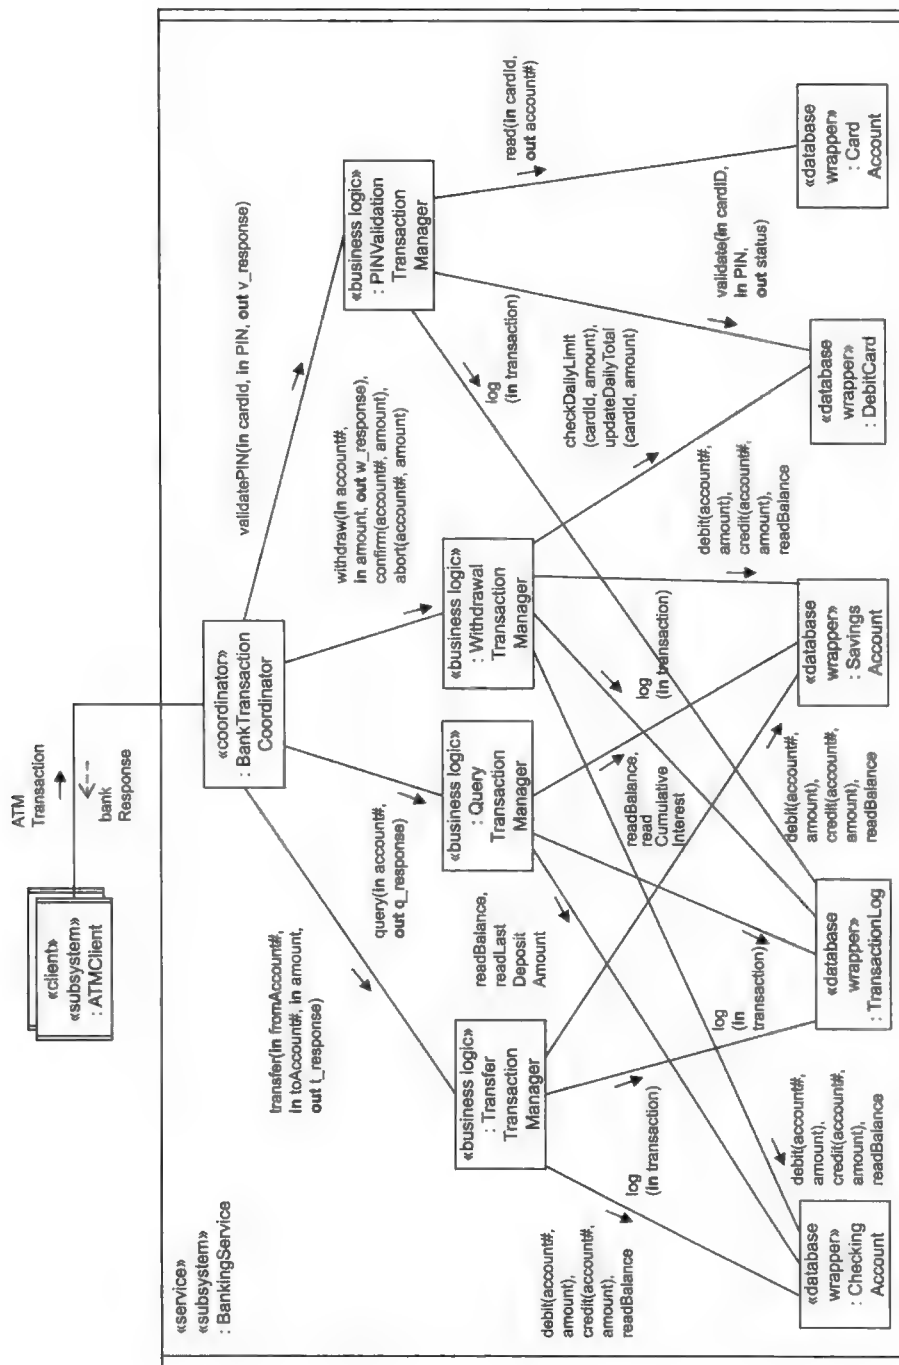 «client»
«subsystem»
: ATMClient
ATM
Transaction
bank
Response
«service»
«subsystem»
: BankingService
«coordinator»
: BankTransaction
Coordinator
transfer(in fromAccount#,
in toAccount#, in amount,
out t_response)
query(in account#,
out q_response)
withdraw(in account#,
in amount, out w_response),
confirm(account#, amount),
abort(account#, amount)
validatePIN(in cardId, in PIN, out v_response)
«business logic»
: Transfer
Transaction
Manager
«business logic»
: Query
Transaction
Manager
«business logic»
: Withdrawal
Transaction
Manager
«business logic»
: PINValidation
Transaction
Manager
debit(account#,
amount),
credit(account#,
amount),
readBalance
log
(in transaction)
readBalance,
readLast
Deposit
Amount
log
(in
transaction)
readBalance,
read
Cumulative
Interest
log
(in transaction)
log
(in transaction)
checkDailyLimit
(cardId, amount),
updateDailyTotal
(cardId, amount)
read(in cardId,
out account#)
debit(account#,
amount),
credit(account#,
amount),
readBalance
debit(account#,
amount),
credit(account#,
amount),
readBalance
debit(account#,
amount),
credit(account#,
amount),
readBalance
validate(in cardID,
in PIN,
out status)
«database
wrapper»
: Checking
Account
«database
wrapper»
: TransactionLog
«database
wrapper»
: Savings
Account
«database
wrapper»
: DebitCard
«database
wrapper»
: Card
Account